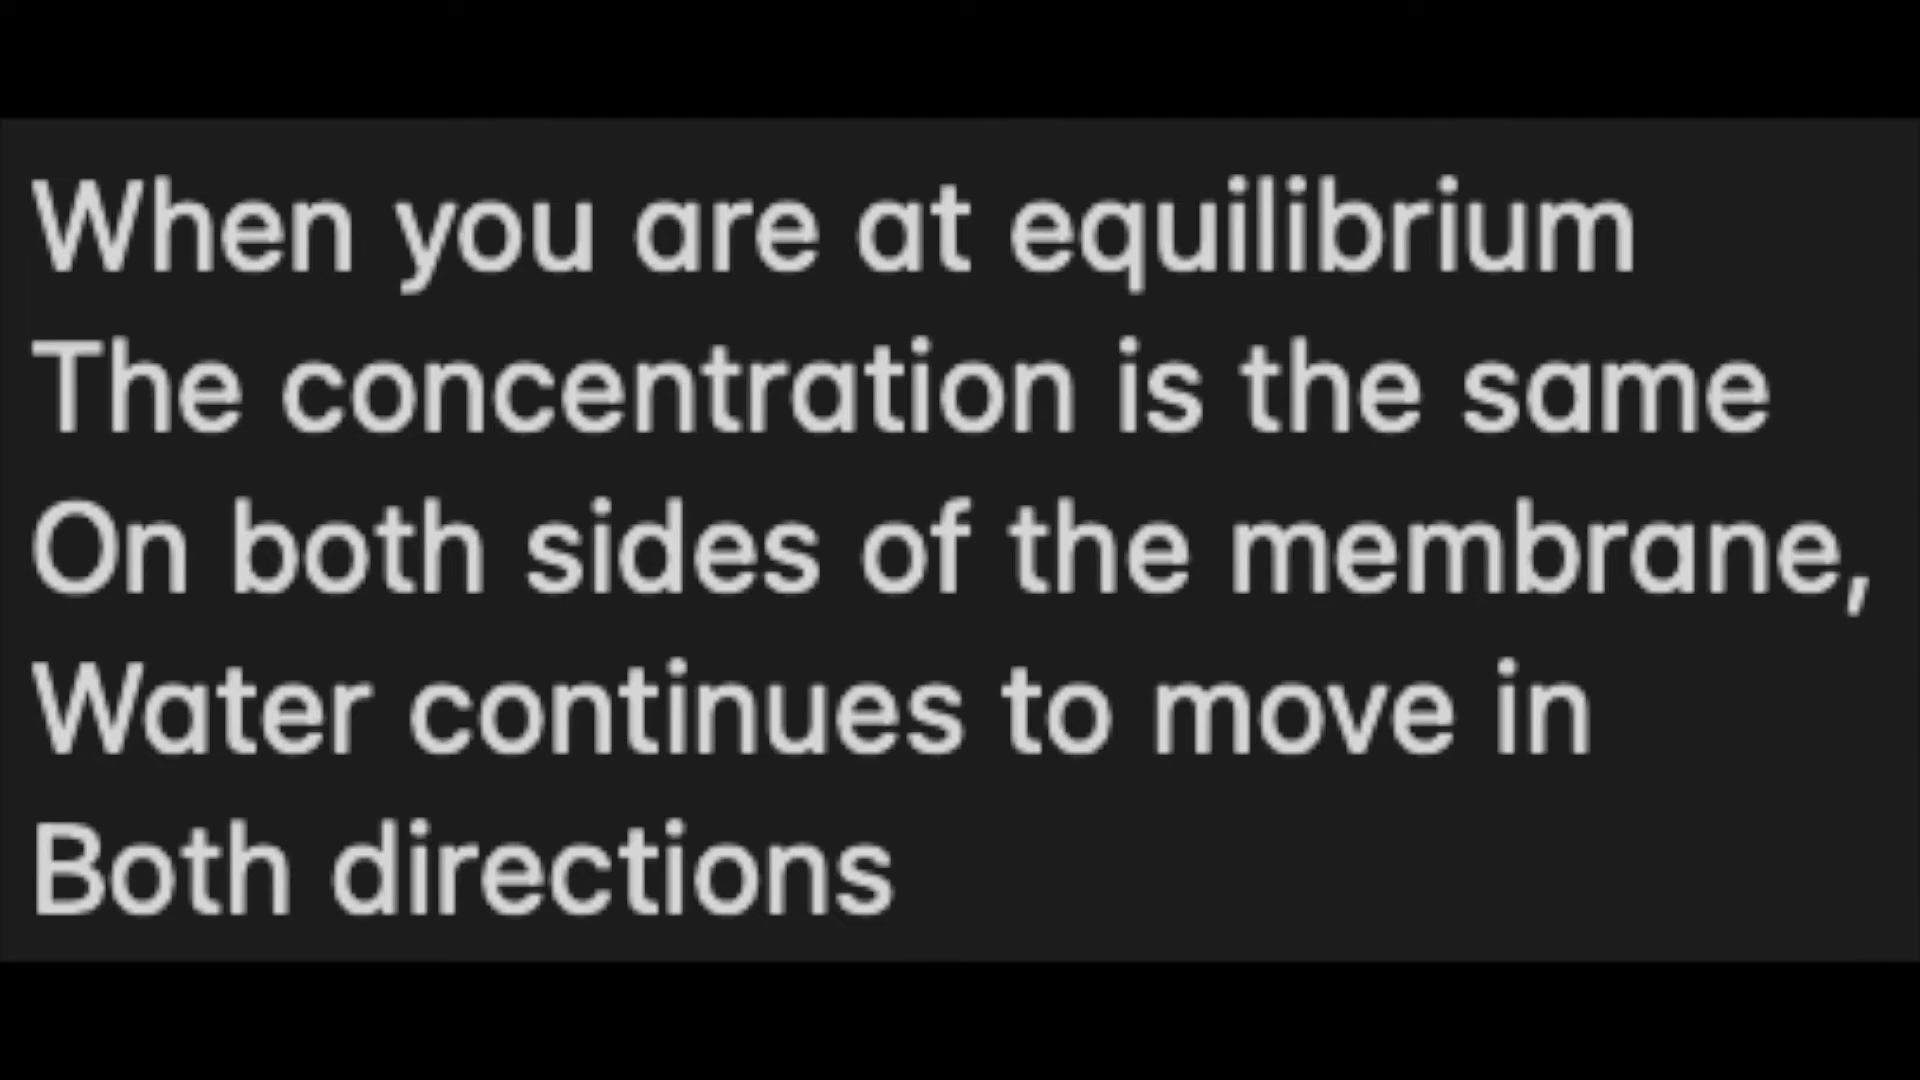 When you are at equilibrium
The concentration is the same
On both sides of the membrane,
Water continues to move in
Both directions